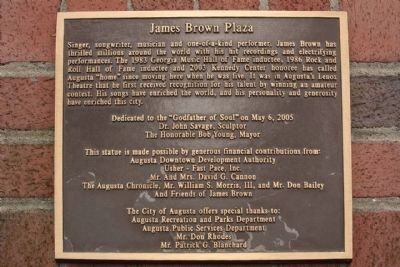 James Brown Plaza
Singer, songwriter, musician and one-of-a-kind performer, James Brown has
thrilled millions around the world with his hit recordings and electrifying
performances. The 1983 Georgia Music Hall of Fame inductee, 1986 Rock and
Roll Hall of Fame inductee and 2003 Kennedy Center honoree has called
Augusta "home" since moving here when he was five. It was in Augusta's Lenox
Theatre that he first received recognition for his talent by winning an amateur
contest. His songs have enriched the world, and his personality and generosity
have enriched this city.
Dedicated to the "Godfather of Soul" on May 6, 2005
Dr. John Savage, Sculptor
The Honorable Bob Young, Mayor
This statue is made possible by generous financial contributions from:
Augusta Downtown Development Authority
Usher - Fast Pace, Inc.
Mr. And Mrs. David G. Cannon
The Augusta Chronicle, Mr. William S. Morris, III, and Mr. Don Bailey
And Friends of James Brown
The City of Augusta offers special thanks to:
Augusta Recreation and Parks Department
Augusta Public Services Department
Mr. Don Rhodes
Mr. Patrick G. Blanchard